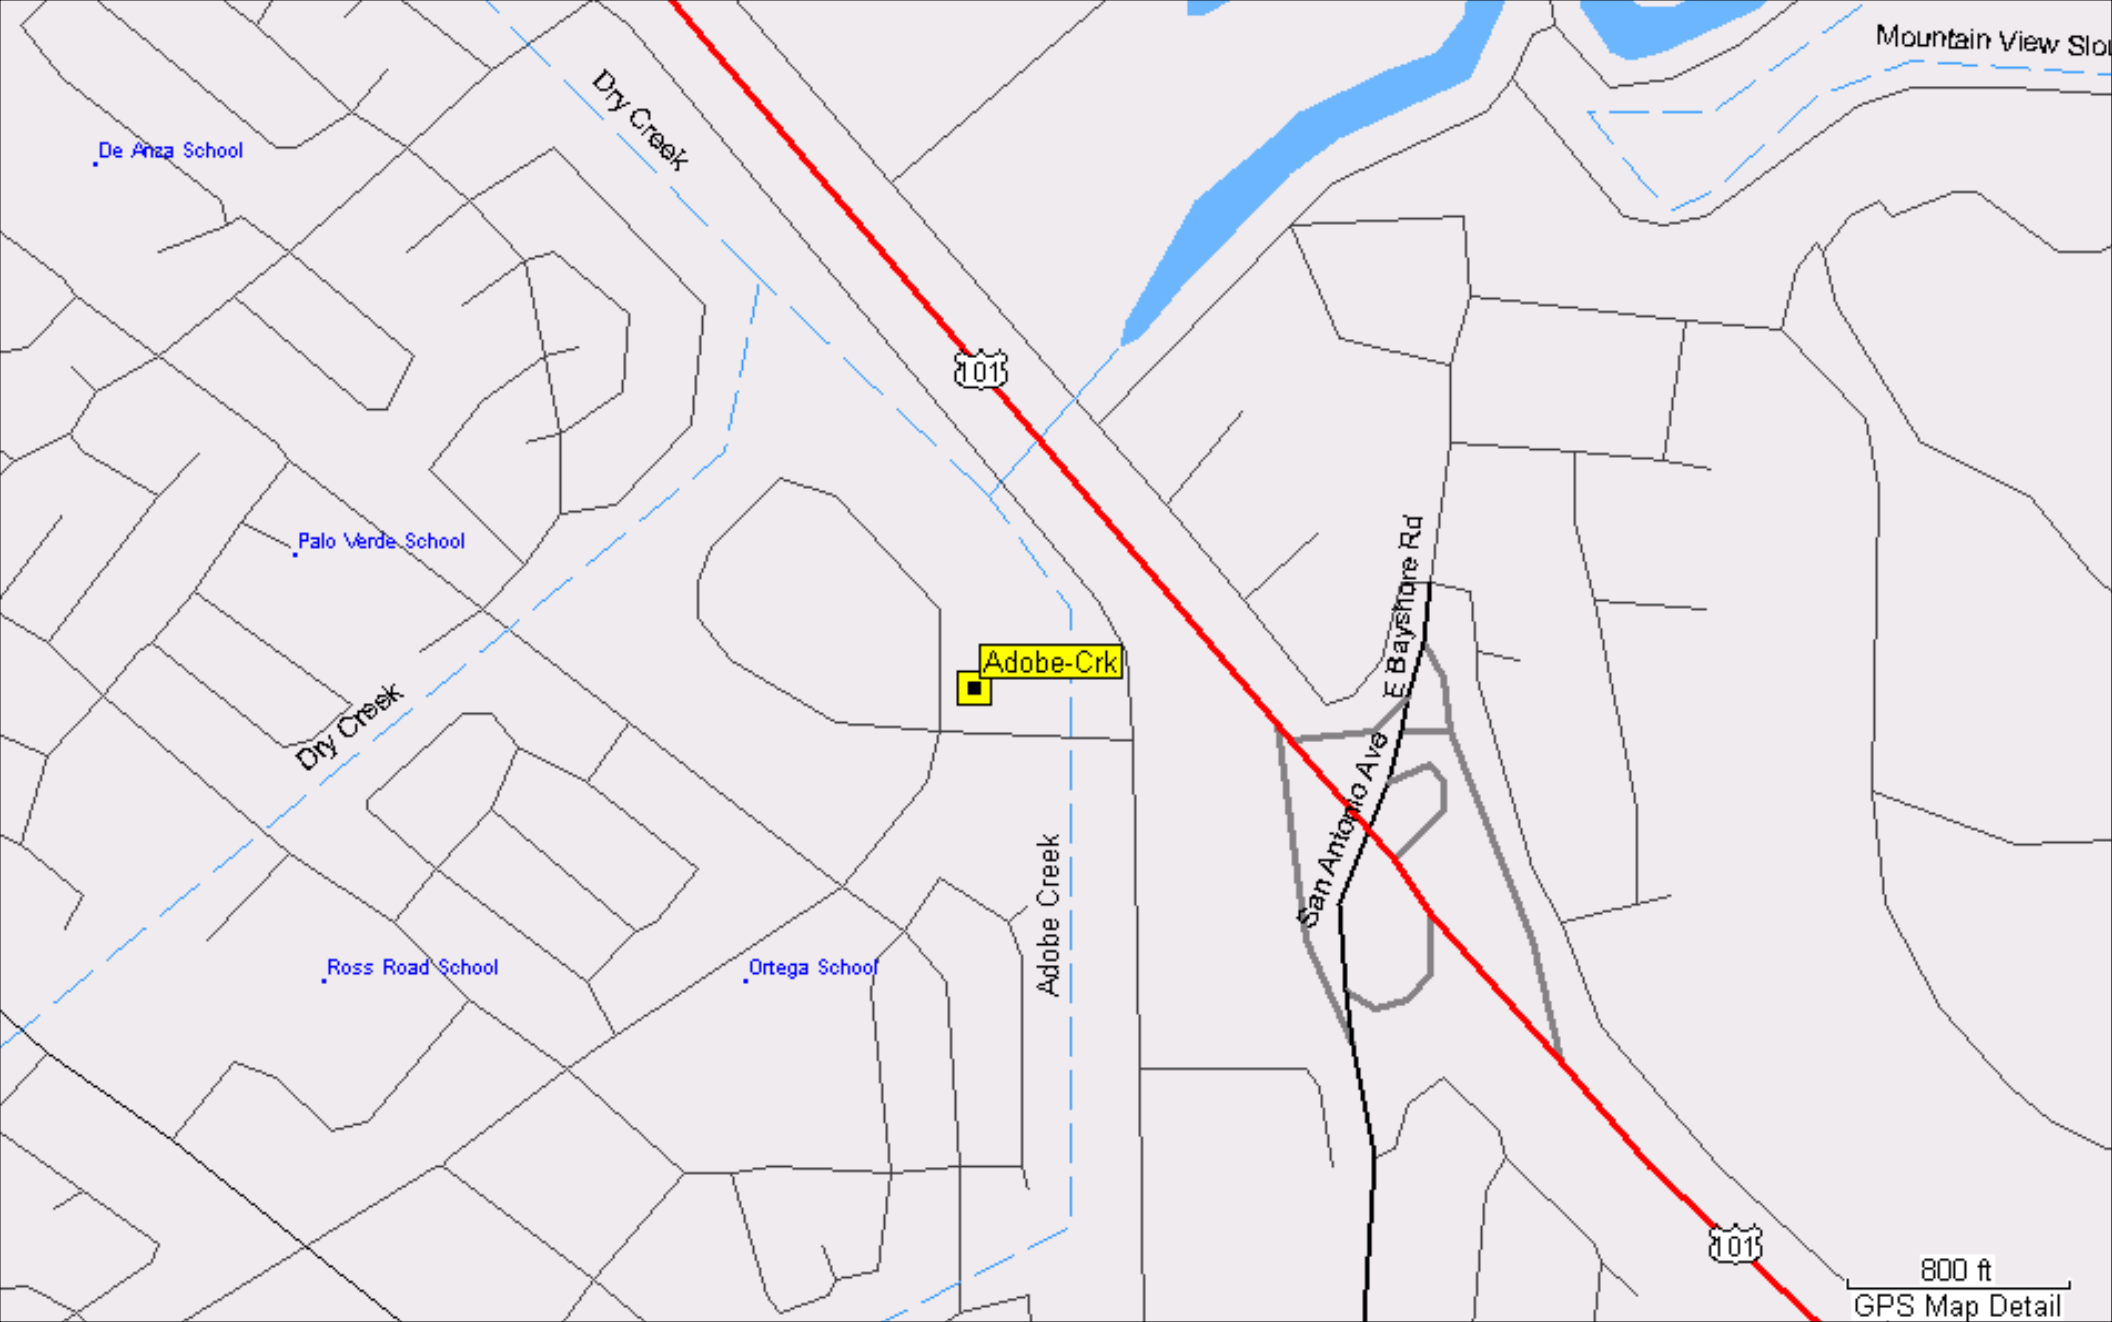 Mountain View Slo
Dry Creek
De Anza School
101
Palo Verde School
E Bayshore Rd
Adobe-Crk
Dry Creek
San Antonio Ave
Adobe Creek
Ross Road School
Ortega School
101
800 ft
GPS Map Detail